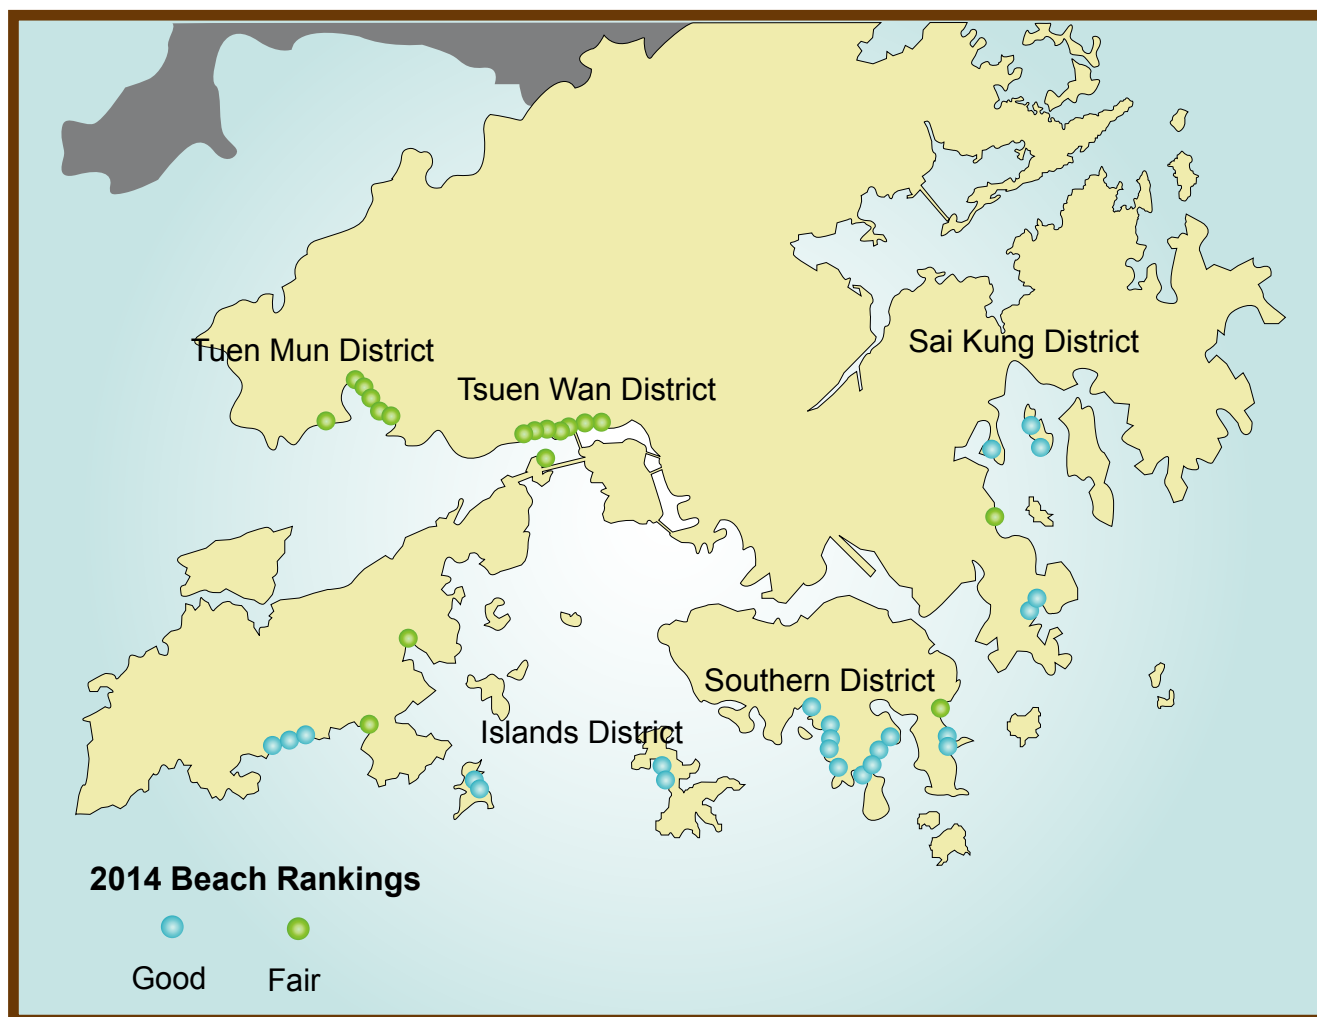 Sai Kung District
Tuen Mun District
Tsuen Wan District
Southern District
Islands District
2014 Beach Rankings
Good
Fair